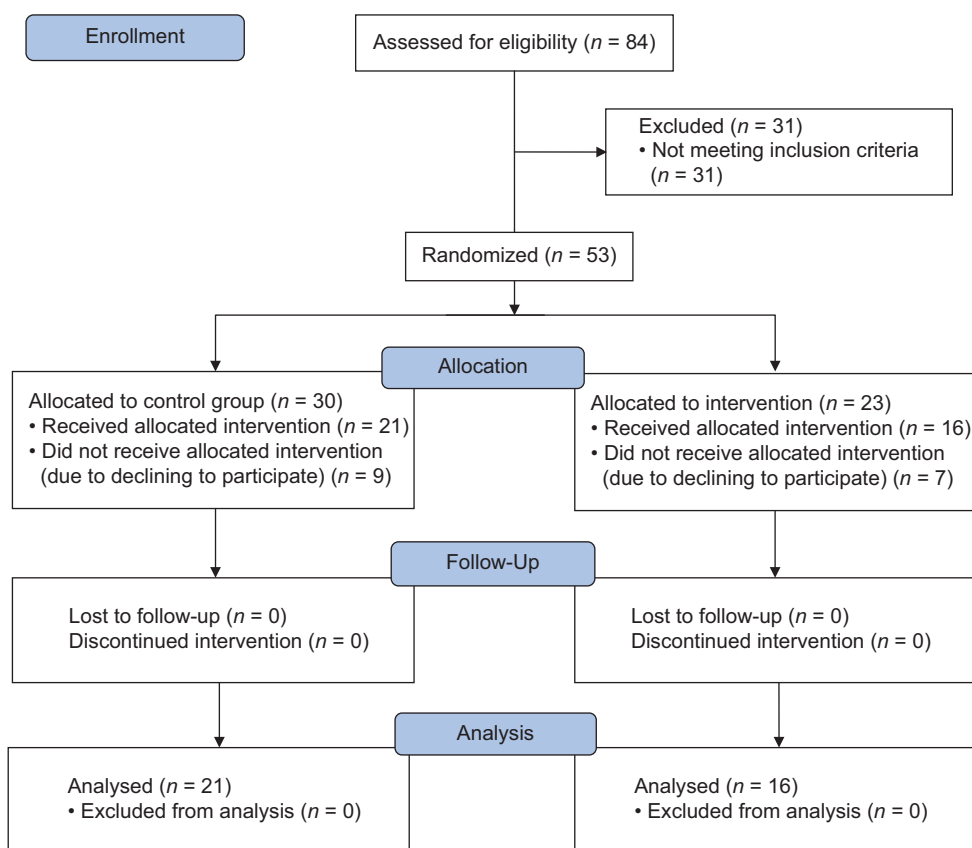 Enrollment
Assessed for eligibility (n = 84)
Excluded (n = 31)
• Not meeting inclusion criteria
(n = 31)
Randomized (n = 53)
Allocation
Allocated to control group (n = 30)
• Received allocated intervention (n = 21)
• Did not receive allocated intervention
(due to declining to participate) (n = 9)
Allocated to intervention (n = 23)
• Received allocated intervention (n = 16)
• Did not receive allocated intervention
(due to declining to participate) (n = 7)
Follow-Up
Lost to follow-up (n = 0)
Discontinued intervention (n = 0)
Lost to follow-up (n = 0)
Discontinued intervention (n = 0)
Analysis
Analysed (n = 21)
• Excluded from analysis (n = 0)
Analysed (n = 16)
• Excluded from analysis (n = 0)